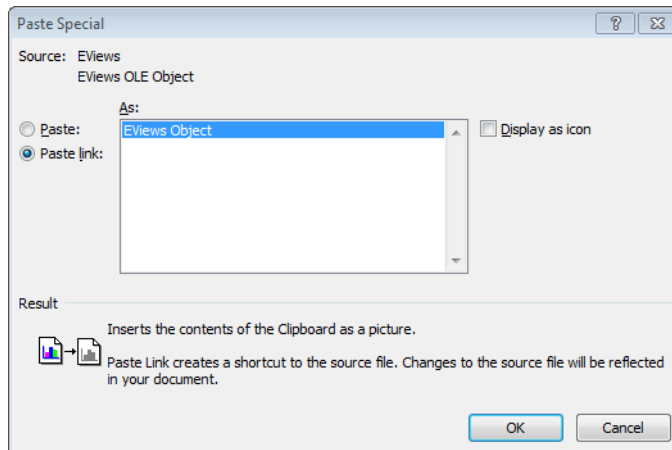 Paste Special
Source: EViews
EViews OLE Object
As:
Paste:
EViews Object
Display as icon
Paste link:
Result
Inserts the contents of the Clipboard as a picture.
Paste Link creates a shortcut to the source file. Changes to the source file will be reflected
in your document.
OK
Cancel